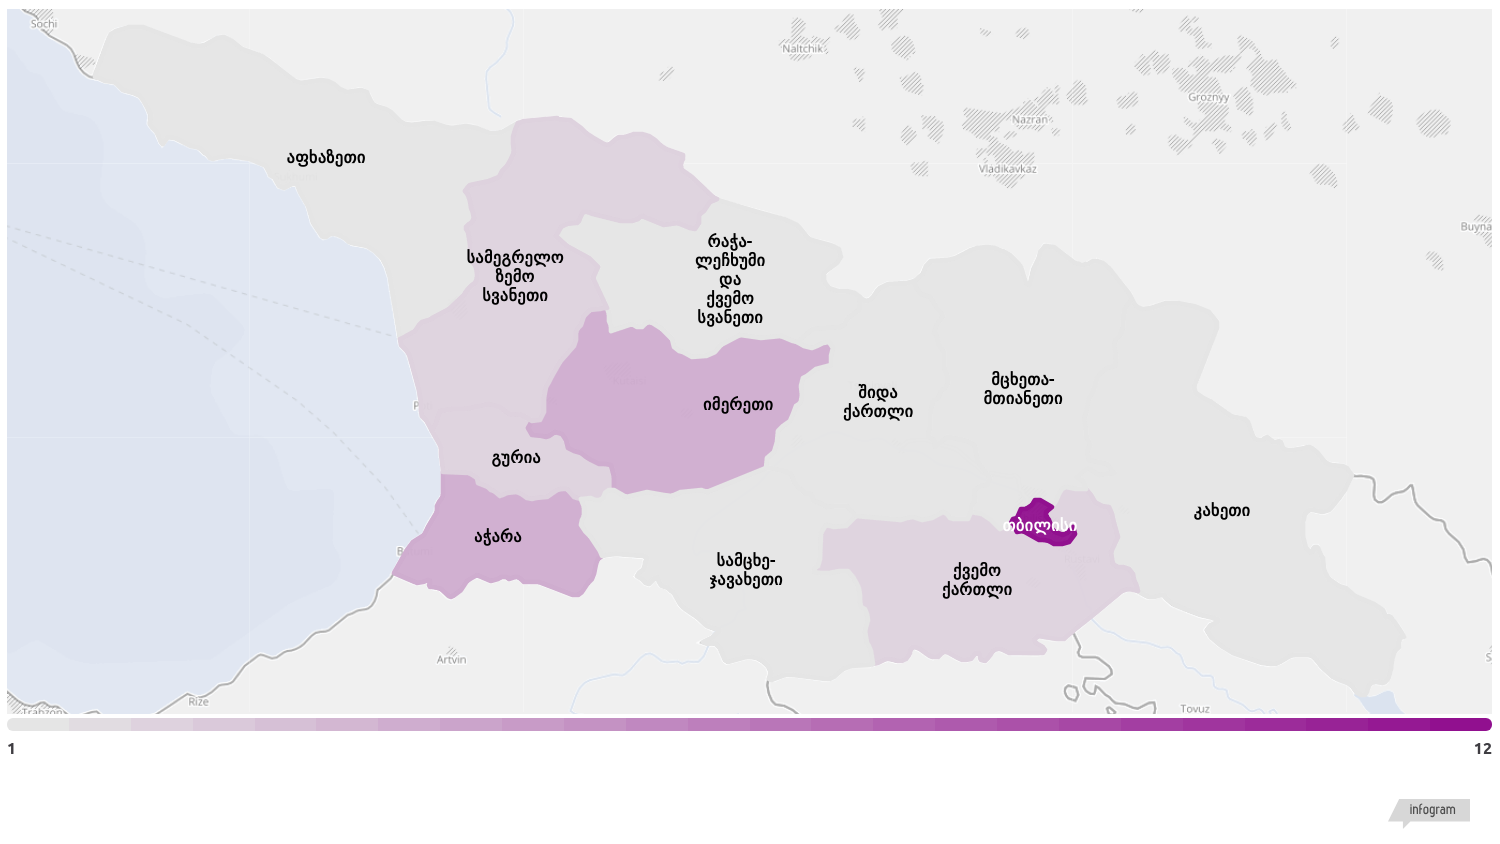 Sochi
Naltchik
Groznyy
Nazran
Vladikavkaz
აფხაზეთი
Buyna
სამეგრელო
ზემო
სვანეთი
რაჭა-
ლეჩხუმი
და
ქვემო
სვანეთი
იმერეთი
შიდა
ქართლი
მცხეთა-
მთიანეთი
გურია
აჭარა
თბილისი
კახეთი
სამცხე-
ჯავახეთი
ქვემო
ქართლი
Artvin
Rize
Trabzon
Tovuz
1
12
infogram